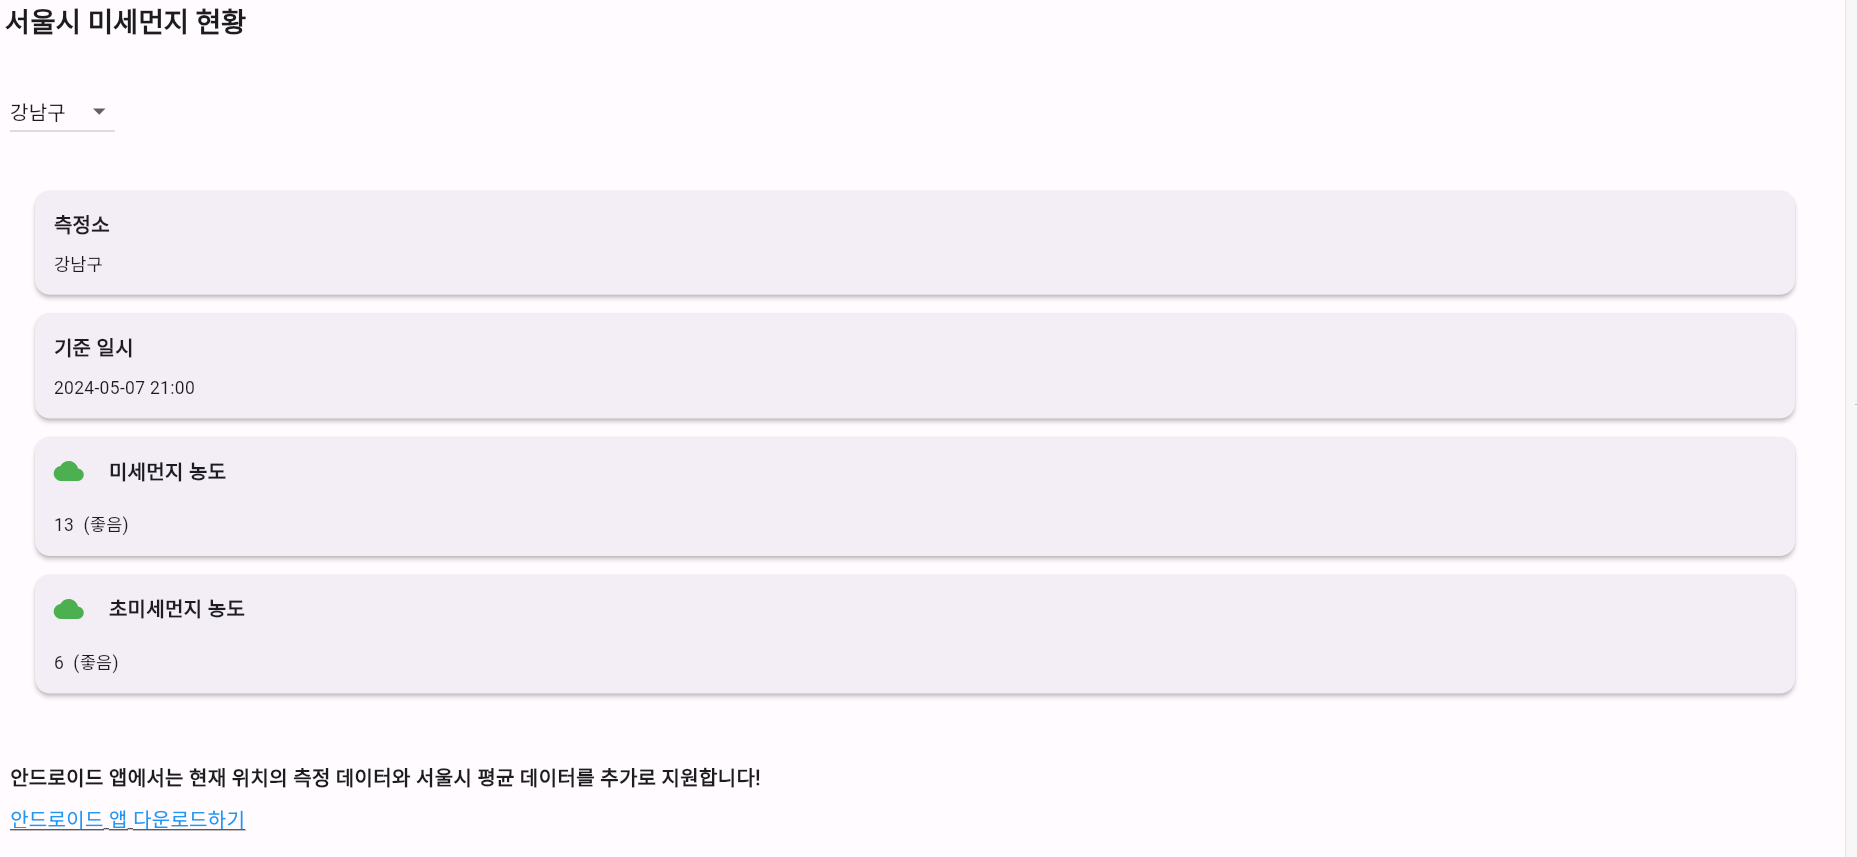 서울시 미세먼지 현황
강남구
측정소
강남구
기준 일시
2024-05-07 21:00
미세먼지 농도
13 (좋음)
초미세먼지 농도
6 (좋음)
안드로이드 앱에서는 현재 위치의 측정 데이터와 서울시 평균 데이터를 추가로 지원합니다!
안드로이드 앱 다운로드하기